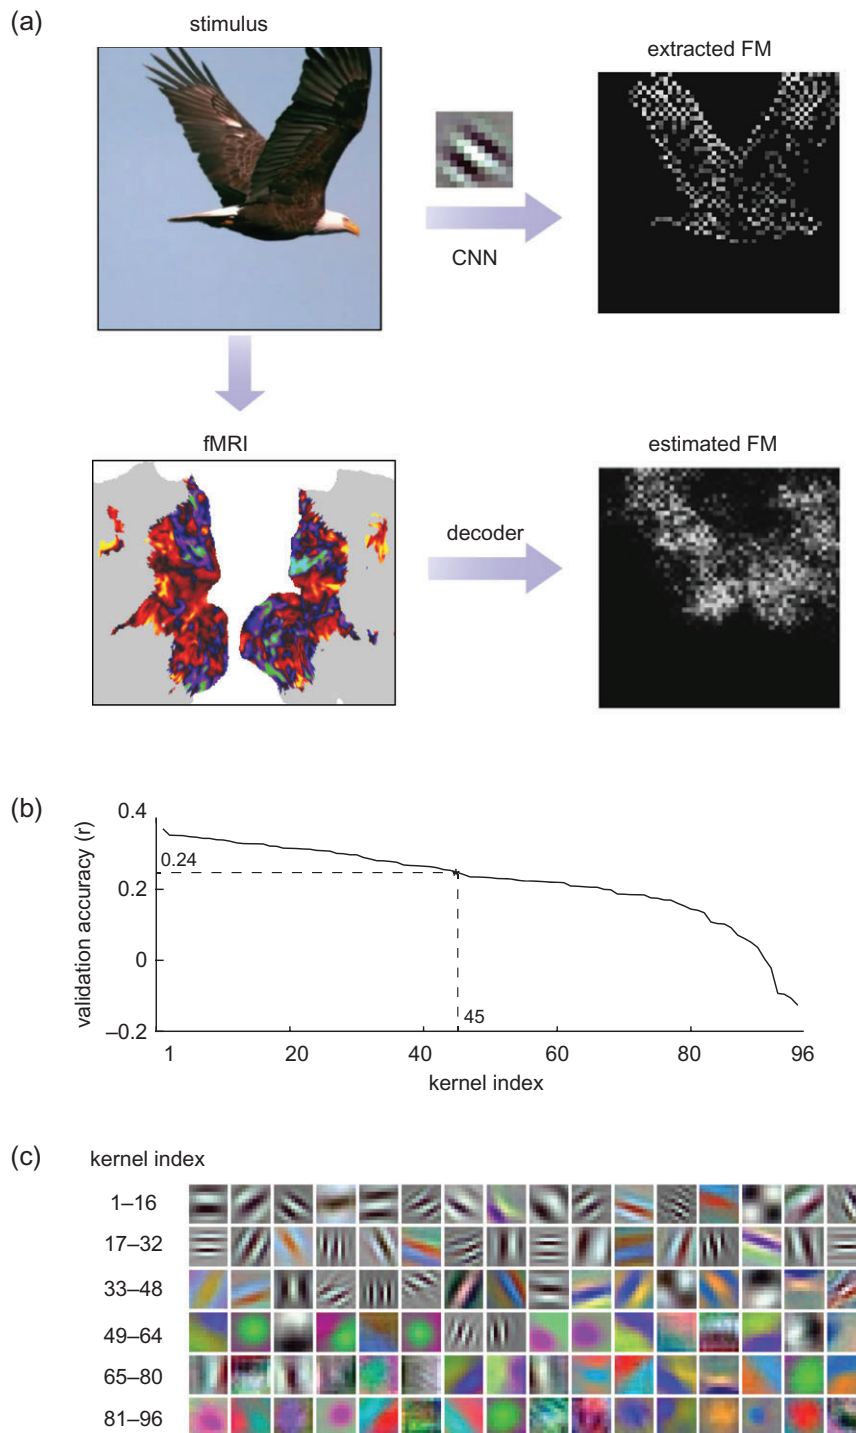 (a)
stimulus
extracted FM
CNN
fMRI
estimated FM
decoder
(b)
validation accuracy (r)
0.4
0.2
0
–0.2
0.24
45
1 20 40 60 80 96
kernel index
(c)
kernel index
1–16
17–32
33–48
49–64
65–80
81–96